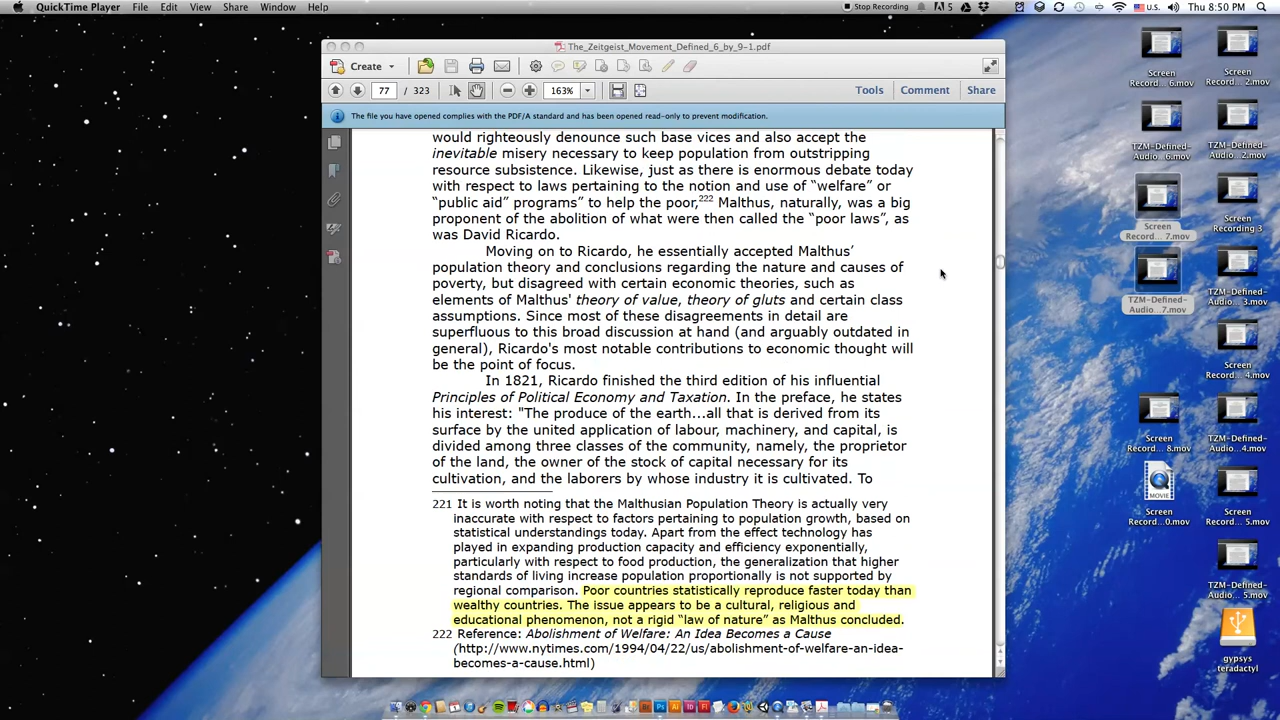 QuickTime Player File Edit View Share Window Help
Stop Recording 5 U.S. Thu 8:50 PM
The_Zeitgeist_Movement_Defined_6_by_9-1.pdf
Create
77 / 323 163% Tools Comment Share
The file you have opened complies with the PDF/A standard and has been opened read-only to prevent modification.
would righteously denounce such base vices and also accept the
inevitable misery necessary to keep population from outstripping
resource subsistence. Likewise, just as there is enormous debate today
with respect to laws pertaining to the notion and use of “welfare” or
“public aid” programs” to help the poor,222 Malthus, naturally, was a big
proponent of the abolition of what were then called the “poor laws”, as
was David Ricardo.
Moving on to Ricardo, he essentially accepted Malthus’
population theory and conclusions regarding the nature and causes of
poverty, but disagreed with certain economic theories, such as
elements of Malthus' theory of value, theory of gluts and certain class
assumptions. Since most of these disagreements in detail are
superfluous to this broad discussion at hand (and arguably outdated in
general), Ricardo's most notable contributions to economic thought will
be the point of focus.
In 1821, Ricardo finished the third edition of his influential
Principles of Political Economy and Taxation. In the preface, he states
his interest: "The produce of the earth...all that is derived from its
surface by the united application of labour, machinery, and capital, is
divided among three classes of the community, namely, the proprietor
of the land, the owner of the stock of capital necessary for its
cultivation, and the laborers by whose industry it is cultivated. To
221 It is worth noting that the Malthusian Population Theory is actually very
inaccurate with respect to factors pertaining to population growth, based on
statistical understandings today. Apart from the effect technology has
played in expanding production capacity and efficiency exponentially,
particularly with respect to food production, the generalization that higher
standards of living increase population proportionally is not supported by
regional comparison. Poor countries statistically reproduce faster today than
wealthy countries. The issue appears to be a cultural, religious and
educational phenomenon, not a rigid “law of nature” as Malthus concluded.
222 Reference: Abolishment of Welfare: An Idea Becomes a Cause
(http://www.nytimes.com/1994/04/22/us/abolishment-of-welfare-an-idea-
becomes-a-cause.html)
Screen
Record... 6.mov
TZM-Defined-
Audio... 6.mov
Screen
Record... 7.mov
TZM-Defined-
Audio... 7.mov
Screen
Record... 8.mov
MOVIE
Screen
Record...0.mov
Screen
Record... 2.mov
TZM-Defined-
Audio... 2.mov
Screen
Recording 3
TZM-Defined-
Audio... 3.mov
Screen
Record... 4.mov
TZM-Defined-
Audio... 4.mov
Screen
Record... 5.mov
TZM-Defined-
Audio... 5.mov
gypsys
teradactyl